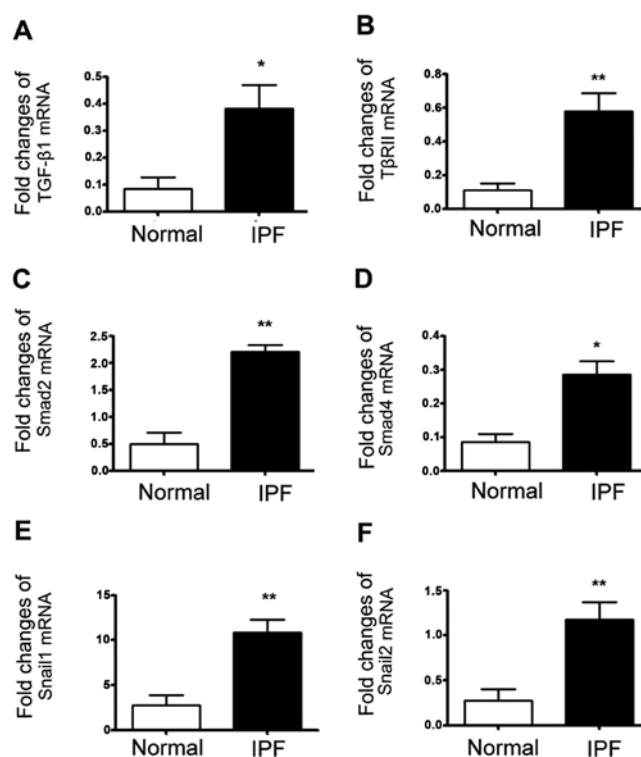 A
Fold changes of
TGF-β1 mRNA
0.5
0.4
0.3
0.2
0.1
0.0
*
Normal IPF
B
Fold changes of
TβRII mRNA
0.8
0.6
0.4
0.2
0.0
**
Normal IPF
C
Fold changes of
Smad2 mRNA
2.5
2.0
1.5
1.0
0.5
0.0
**
Normal IPF
D
Fold changes of
Smad4 mRNA
0.4
0.3
0.2
0.1
0.0
*
Normal IPF
E
Fold changes of
Snail1 mRNA
15
10
5
0
**
Normal IPF
F
Fold changes of
Snail2 mRNA
1.5
1.0
0.5
0.0
**
Normal IPF